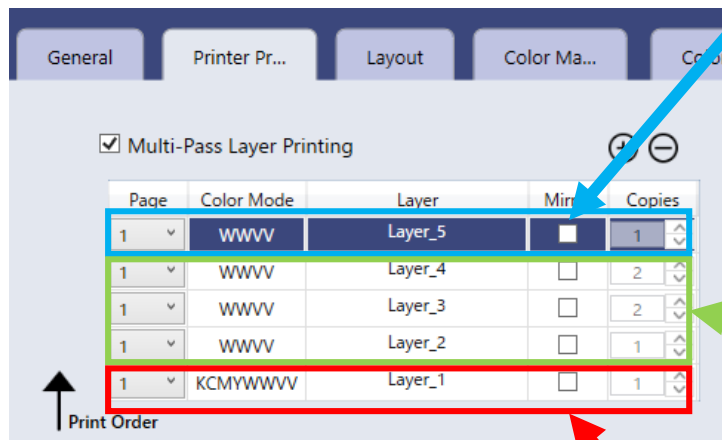 General Printer Pr... Layout Color Ma...
Multi-Pass Layer Printing
Page Color Mode Layer Copies
1 WWVV Layer_5 1
1 WWVV Layer_4 2
1 WWVV Layer_3 2
1 WWVV Layer_2 1
1 KCMYWWVV Layer_1 1
Print Order